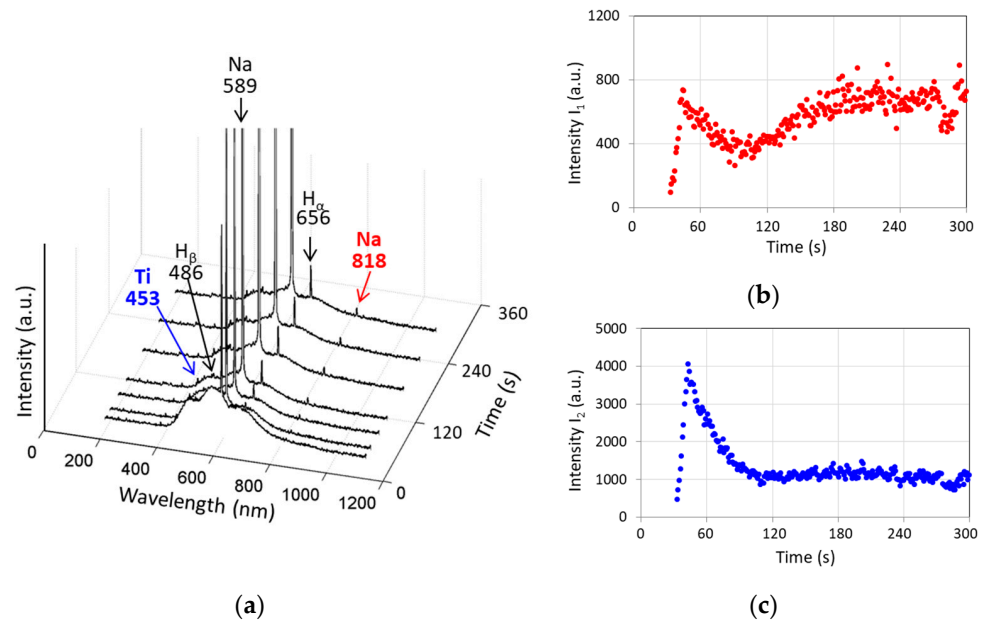 (a)
Na
589
Hα
656
Na
818
Hβ
486
Ti
453
Intensity (a.u.)
0
200
400
600
800
1000
1200
Wavelength (nm)
0
120
240
360
Time (s)
1200
800
400
0
Intensity I1 (a.u.)
0
60
120
180
240
300
Time (s)
(b)
5000
4000
3000
2000
1000
0
Intensity I2 (a.u.)
0
60
120
180
240
300
Time (s)
(a)
(c)